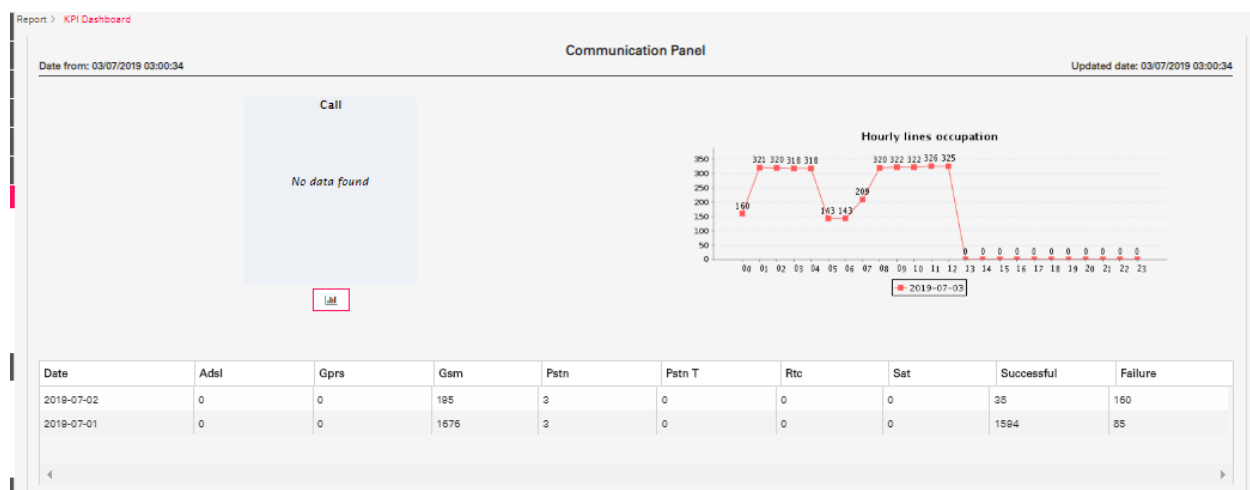 Report > KPI Dashboard
Communication Panel
Date from: 03/07/2019 03:00:34
Updated date: 03/07/2019 03:00:34
Call
No data found
Hourly lines occupation
350
300
250
200
150
100
50
0
160 321 320 318 318 143 143 209 320 322 322 326 325 0 0 0 0 0 0 0 0 0 0 0
00 01 02 03 04 05 06 07 08 09 10 11 12 13 14 15 16 17 18 19 20 21 22 23
2019-07-03
Date Adsl Gprs Gsm Pstn Pstn T Rtc Sat Successful Failure
2019-07-02 0 0 195 3 0 0 0 38 160
2019-07-01 0 0 1676 3 0 0 0 1594 85